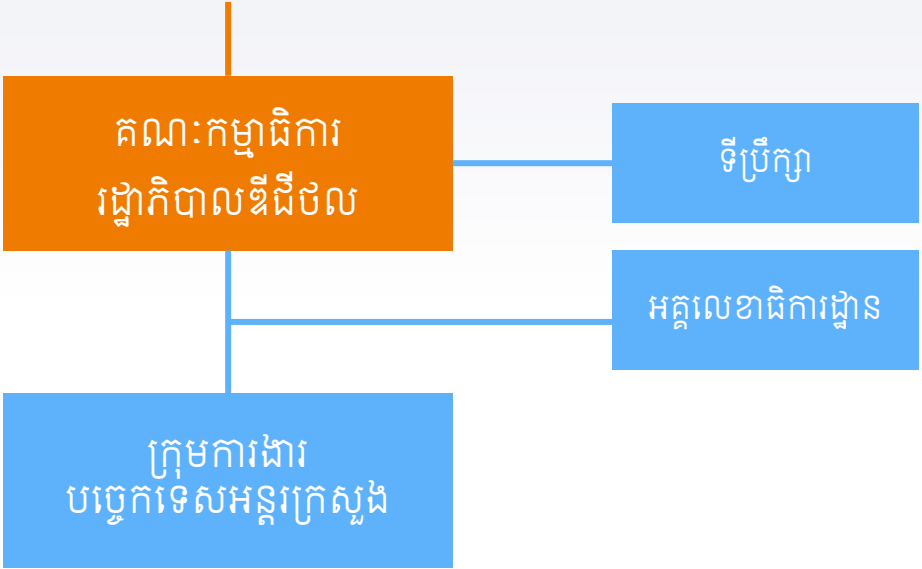 គណៈកម្មាធិការ
រដ្ឋាភិបាលឌីជីថល
ទីប្រឹក្សា
អគ្គលេខាធិការដ្ឋាន
ក្រុមការងារ
បច្ចេកទេសអន្តរក្រសួង